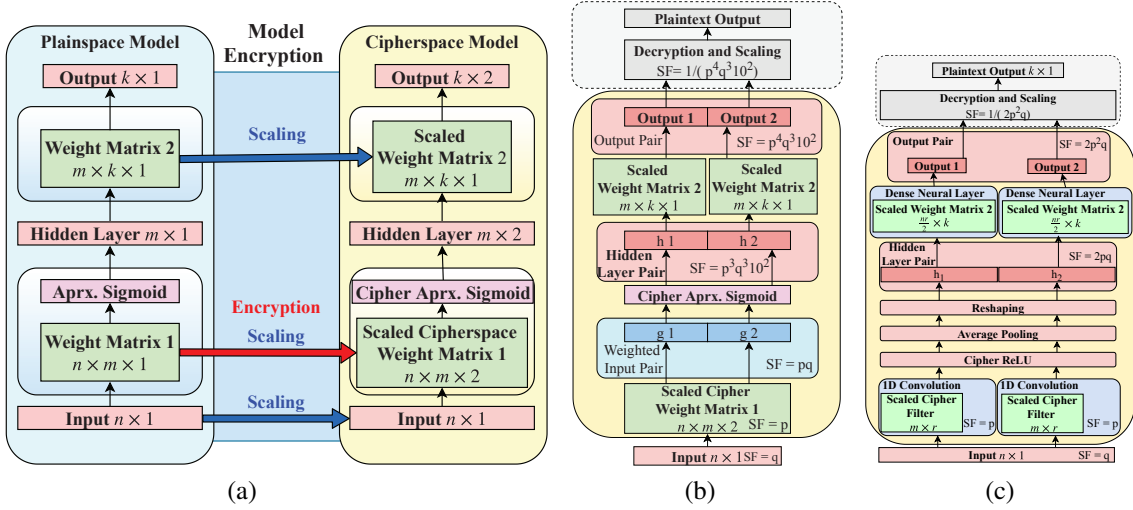 Plainspace Model
Output k × 1
Weight Matrix 2
m × k × 1
Hidden Layer m × 1
Aprx. Sigmoid
Weight Matrix 1
n × m × 1
Input n × 1
Model
Encryption
Scaling
Encryption
Scaling
Scaling
Cipherspace Model
Output k × 2
Scaled
Weight Matrix 2
m × k × 1
Hidden Layer m × 2
Cipher Aprx. Sigmoid
Scaled Cipherspace
Weight Matrix 1
n × m × 2
Input n × 1
(a)
Plaintext Output
Decryption and Scaling
SF= 1/( p⁴q³10²)
Output 1 Output 2
Output Pair SF = p⁴q³10²
Scaled
Weight Matrix 2
m × k × 1
Scaled
Weight Matrix 2
m × k × 1
h 1 h 2
Hidden
Layer Pair
SF = p³q³10²
Cipher Aprx. Sigmoid
g 1 g 2
Weighted
Input Pair
SF = pq
Scaled Cipher
Weight Matrix 1
n × m × 2 SF = p
Input n × 1 SF = q
(b)
Plaintext Output k × 1
Decryption and Scaling
SF= 1/( 2p²q)
Output Pair
SF = 2p²q
Output 1 Output 2
Dense Neural Layer
Scaled Weight Matrix 2
nr/2 × k
Dense Neural Layer
Scaled Weight Matrix 2
nr/2 × k
Hidden
Layer Pair
SF = 2pq
h₁ h₂
Reshaping
Average Pooling
Cipher ReLU
1D Convolution
Scaled Cipher
Filter
m × r
SF = p
1D Convolution
Scaled Cipher
Filter
m × r
SF = p
Input n × 1 SF = q
(c)